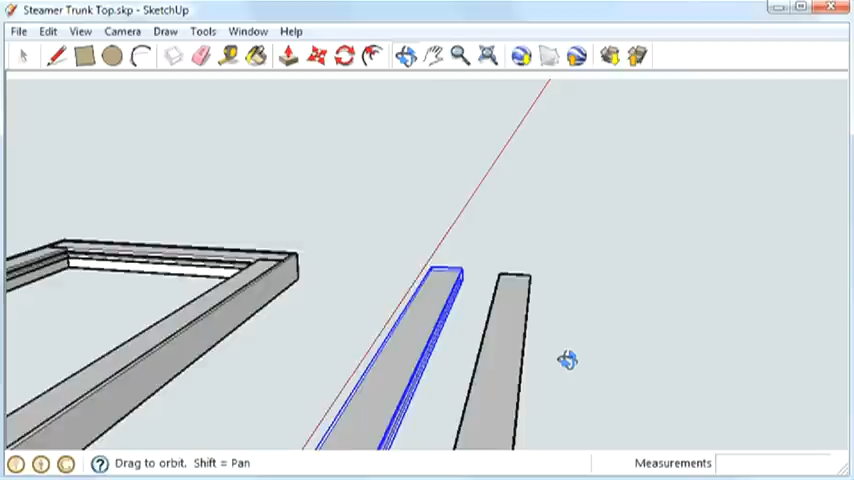 Steamer Trunk Top.skp - SketchUp
File Edit View Camera Draw Tools Window Help
Drag to orbit. Shift = Pan Measurements